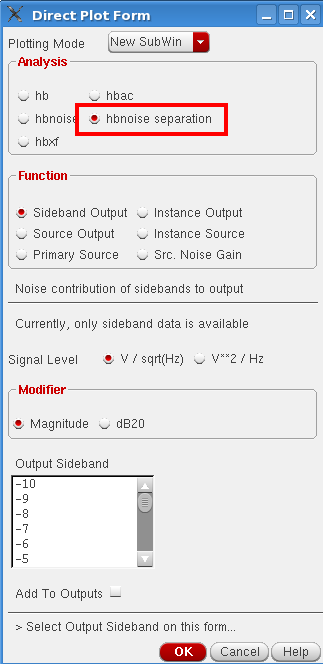 Direct Plot Form
Plotting Mode New SubWin
Analysis
hb hbac
hbnoise hbnoise separation
hbxf
Function
Sideband Output Instance Output
Source Output Instance Source
Primary Source Src. Noise Gain
Noise contribution of sidebands to output
Currently, only sideband data is available
Signal Level V / sqrt(Hz) V**2 / Hz
Modifier
Magnitude dB20
Output Sideband
-10
-9
-8
-7
-6
-5
Add To Outputs
> Select Output Sideband on this form...
OK Cancel Help